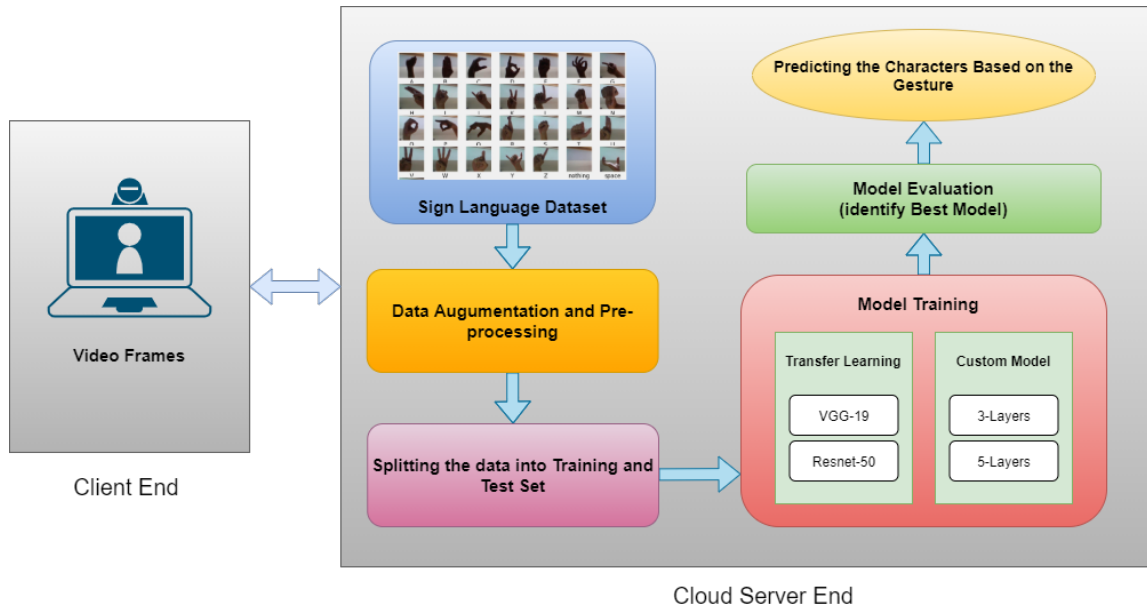 Video Frames
Client End
A B C D E F G
H I J K L M N
O P Q R S T U
V W X Y Z nothing space
Sign Language Dataset
Data Augumentation and Pre-
processing
Splitting the data into Training and
Test Set
Model Training
Transfer Learning
VGG-19
Resnet-50
Custom Model
3-Layers
5-Layers
Model Evaluation
(identify Best Model)
Predicting the Characters Based on the
Gesture
Cloud Server End